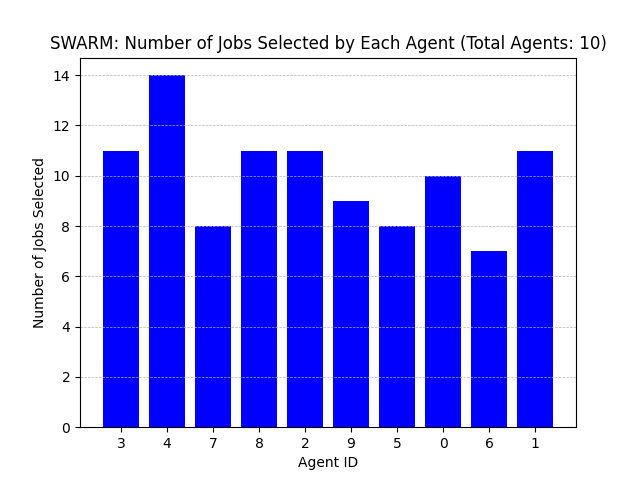 SWARM: Number of Jobs Selected by Each Agent (Total Agents: 10)
14
12
10
8
6
4
2
0
Number of Jobs Selected
3 4 7 8 2 9 5 0 6 1
Agent ID